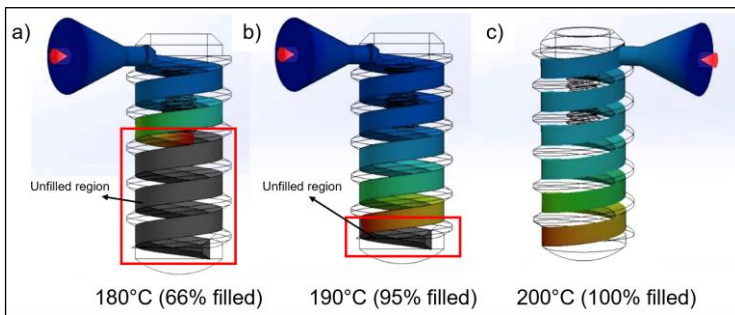 a)
b)
c)
Unfilled region
Unfilled region
180°C (66% filled)
190°C (95% filled)
200°C (100% filled)